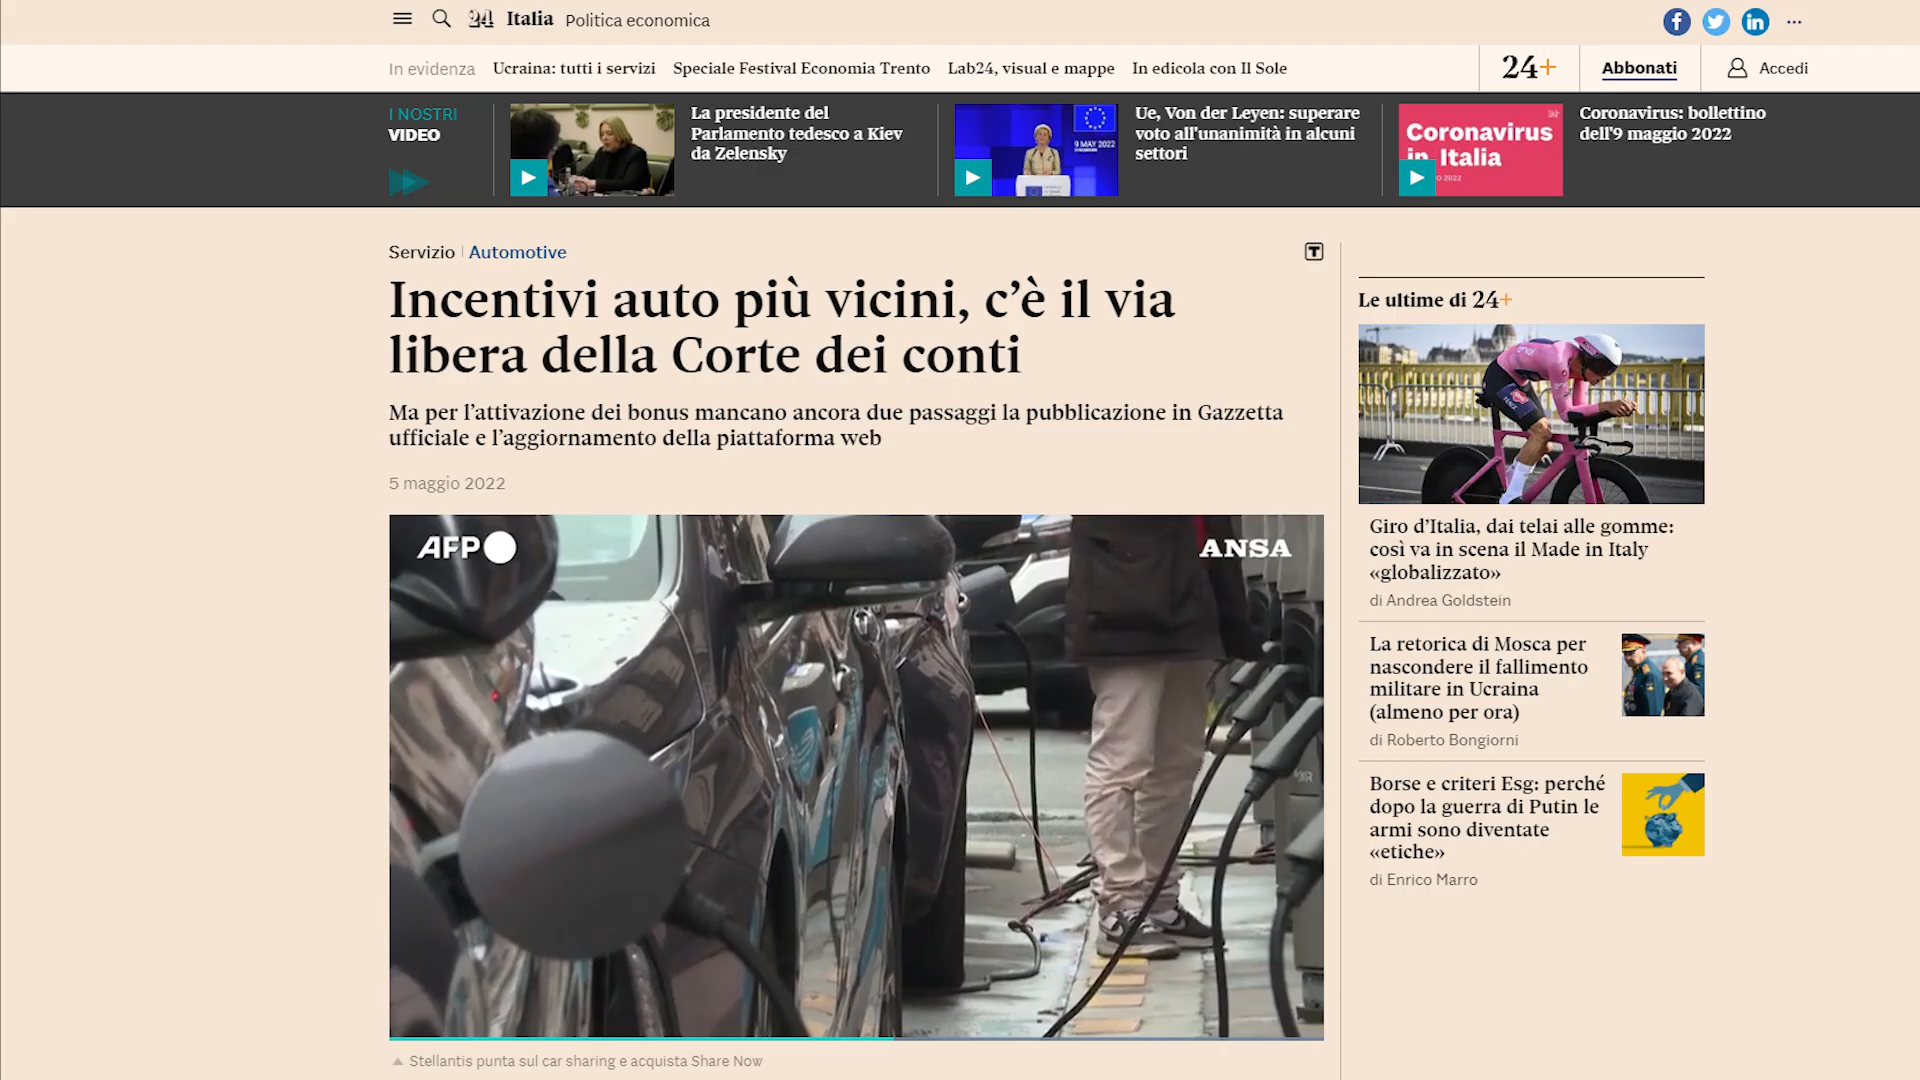 24 Italia Politica economica
In evidenza Ucraina: tutti i servizi Speciale Festival Economia Trento Lab24, visual e mappe In edicola con Il Sole 24+ Abbonati Accedi
I NOSTRI
VIDEO
La presidente del
Parlamento tedesco a Kiev
da Zelensky
9 MAY 2022
Ue, Von der Leyen: superare
voto all'unanimità in alcuni
settori
Coronavirus
in Italia
O 2022
Coronavirus: bollettino
dell'9 maggio 2022
Servizio Automotive
T
Incentivi auto più vicini, c’è il via
libera della Corte dei conti
Ma per l’attivazione dei bonus mancano ancora due passaggi la pubblicazione in Gazzetta
ufficiale e l’aggiornamento della piattaforma web
5 maggio 2022
AFP
ANSA
Stellantis punta sul car sharing e acquista Share Now
Le ultime di 24+
Giro d’Italia, dai telai alle gomme:
così va in scena il Made in Italy
«globalizzato»
di Andrea Goldstein
La retorica di Mosca per
nascondere il fallimento
militare in Ucraina
(almeno per ora)
di Roberto Bongiorni
Borse e criteri Esg: perché
dopo la guerra di Putin le
armi sono diventate
«etiche»
di Enrico Marro